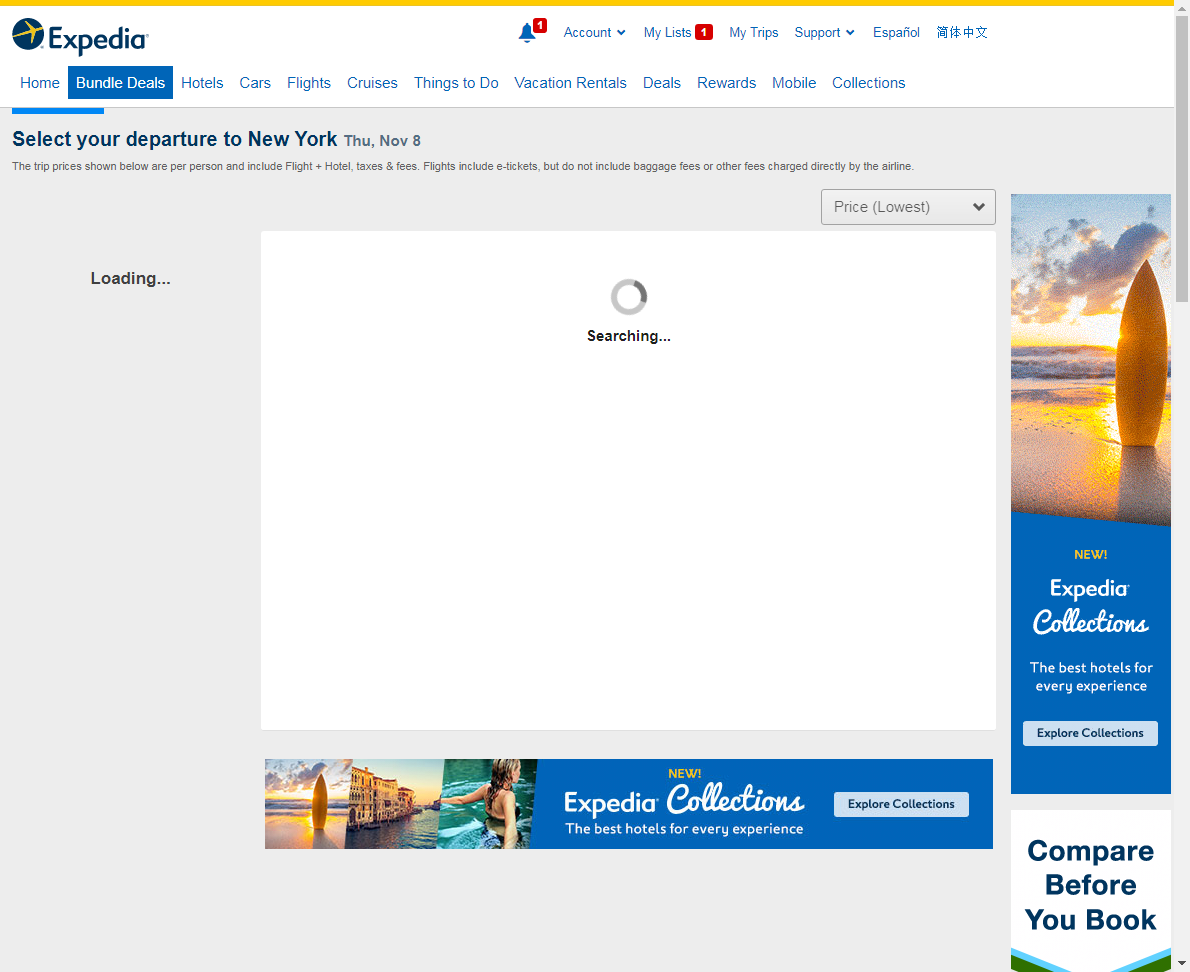 Expedia
1
Account
My Lists 1
My Trips
Support
Español
简体中文
Home
Bundle Deals
Hotels
Cars
Flights
Cruises
Things to Do
Vacation Rentals
Deals
Rewards
Mobile
Collections
Select your departure to New York Thu, Nov 8
The trip prices shown below are per person and include Flight + Hotel, taxes & fees. Flights include e-tickets, but do not include baggage fees or other fees charged directly by the airline.
Price (Lowest)
Loading...
Searching...
NEW!
Expedia
Collections
The best hotels for
every experience
Explore Collections
NEW!
Expedia Collections
The best hotels for every experience
Explore Collections
Compare
Before
You Book